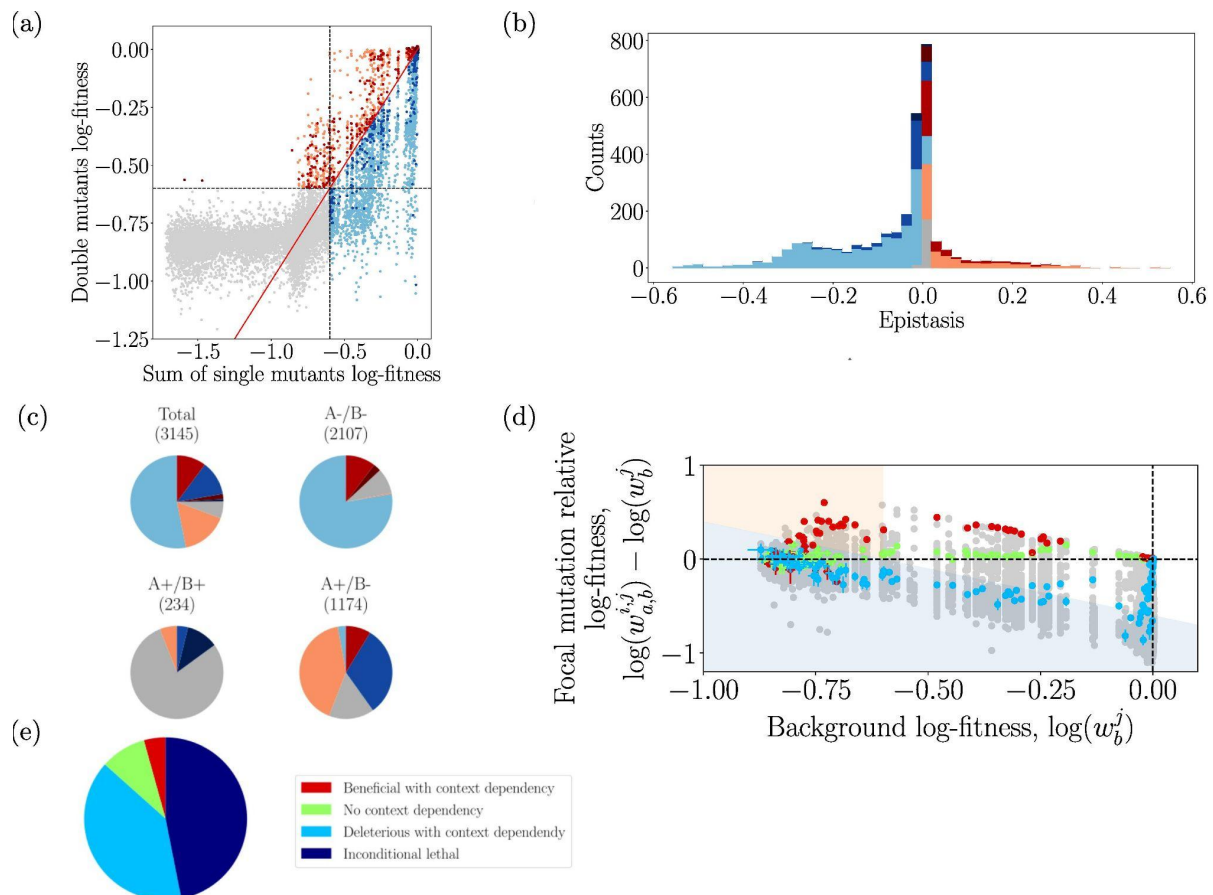 (a)
0.00
−0.25
−0.50
−0.75
−1.00
−1.25
Double mutants log-fitness
−1.5
−1.0
−0.5
0.0
Sum of single mutants log-fitness
(b)
800
600
400
200
0
Counts
−0.6
−0.4
−0.2
0.0
0.2
0.4
0.6
Epistasis
(c)
Total
(3145)
A-/B-
(2107)
A+/B+
(234)
A+/B-
(1174)
(d)
Focal mutation relative
log-fitness,
log(w_{a,b}^{i,j}) − log(w_b^j)
1
0
−1
−1.00
−0.75
−0.50
−0.25
0.00
Background log-fitness, log(w_b^j)
(e)
Beneficial with context dependency
No context dependency
Deleterious with context dependendy
Inconditional lethal